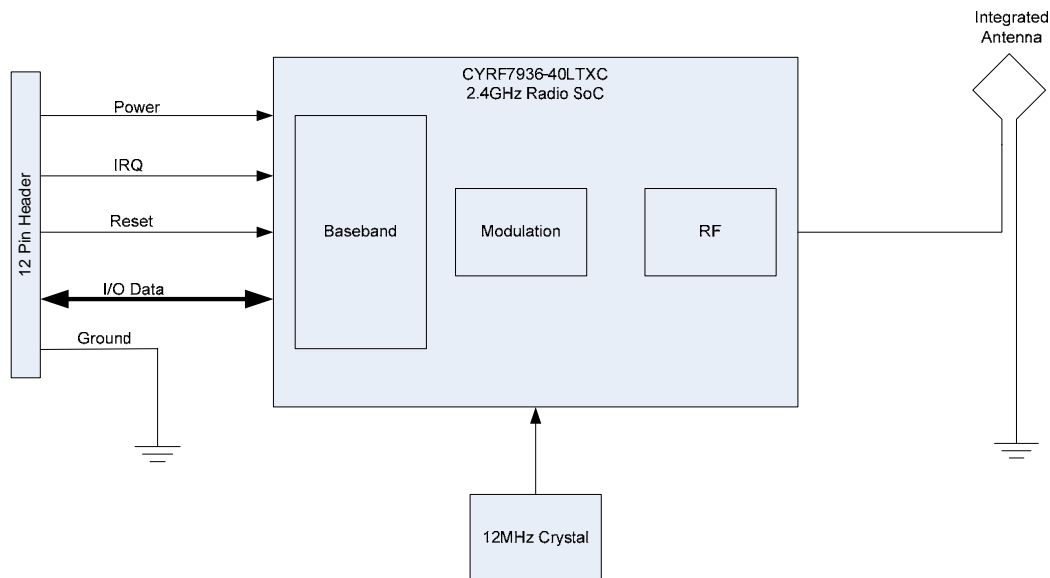 Integrated
Antenna
CYRF7936-40LTXC
2.4GHz Radio SoC
12 Pin Header
Power
IRQ
Reset
I/O Data
Ground
Baseband
Modulation
RF
12MHz Crystal